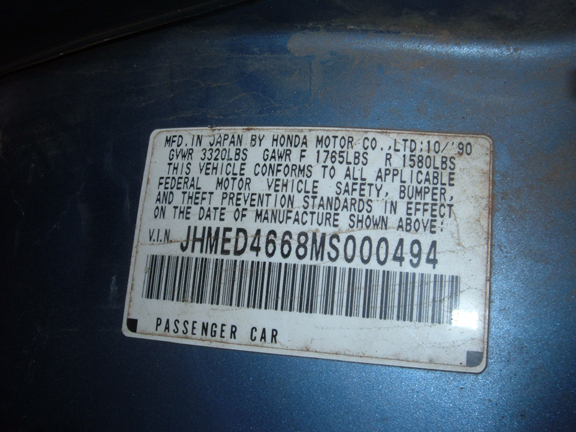 MFD. IN JAPAN BY HONDA MOTOR CO.,LTD;10/'90
GVWR 3320LBS GAWR F 1765LBS R 1580LBS
THIS VEHICLE CONFORMS TO ALL APPLICABLE
FEDERAL MOTOR VEHICLE SAFETY, BUMPER,
AND THEFT PREVENTION STANDARDS IN EFFECT
ON THE DATE OF MANUFACTURE SHOWN ABOVE.
V.I.N. JHMED4668MS000494
PASSENGER CAR